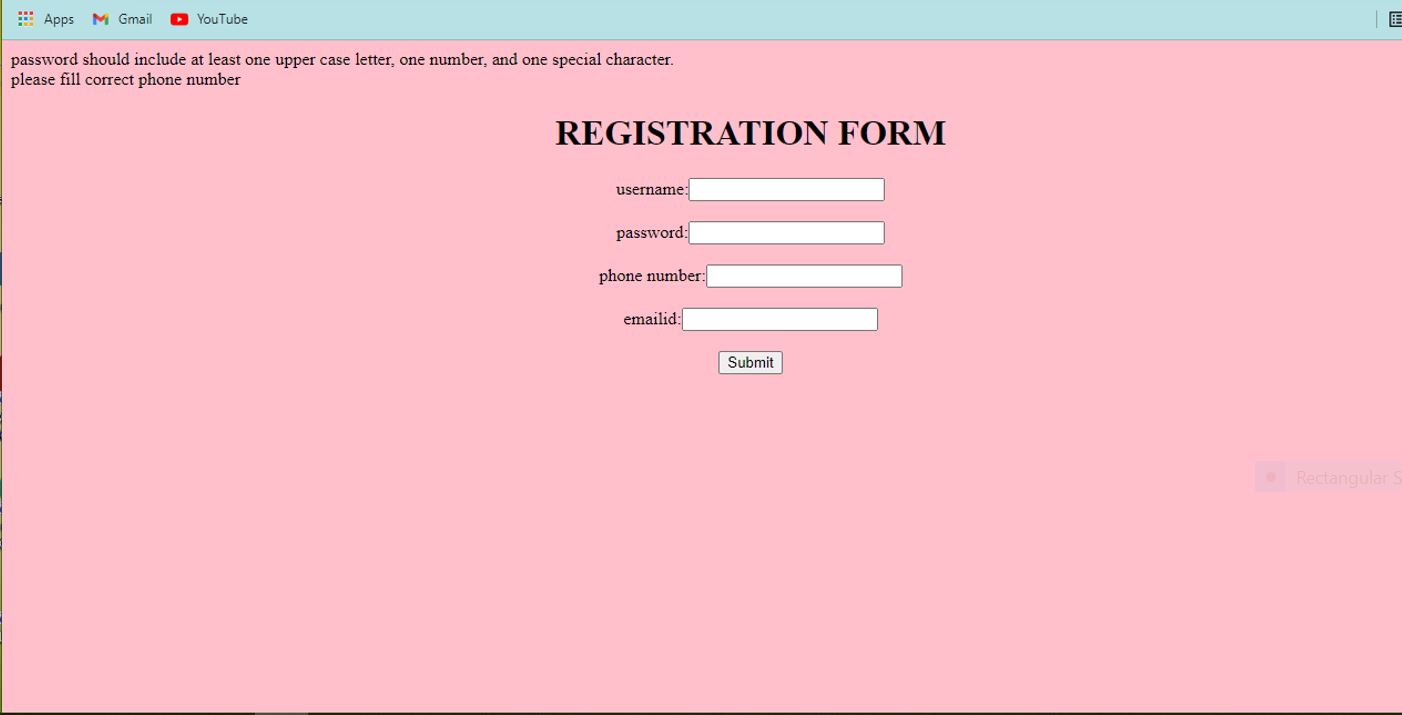 Apps Gmail YouTube
password should include at least one upper case letter, one number, and one special character.
please fill correct phone number
REGISTRATION FORM
username:
password:
phone number:
emailid:
Submit
Rectangular S